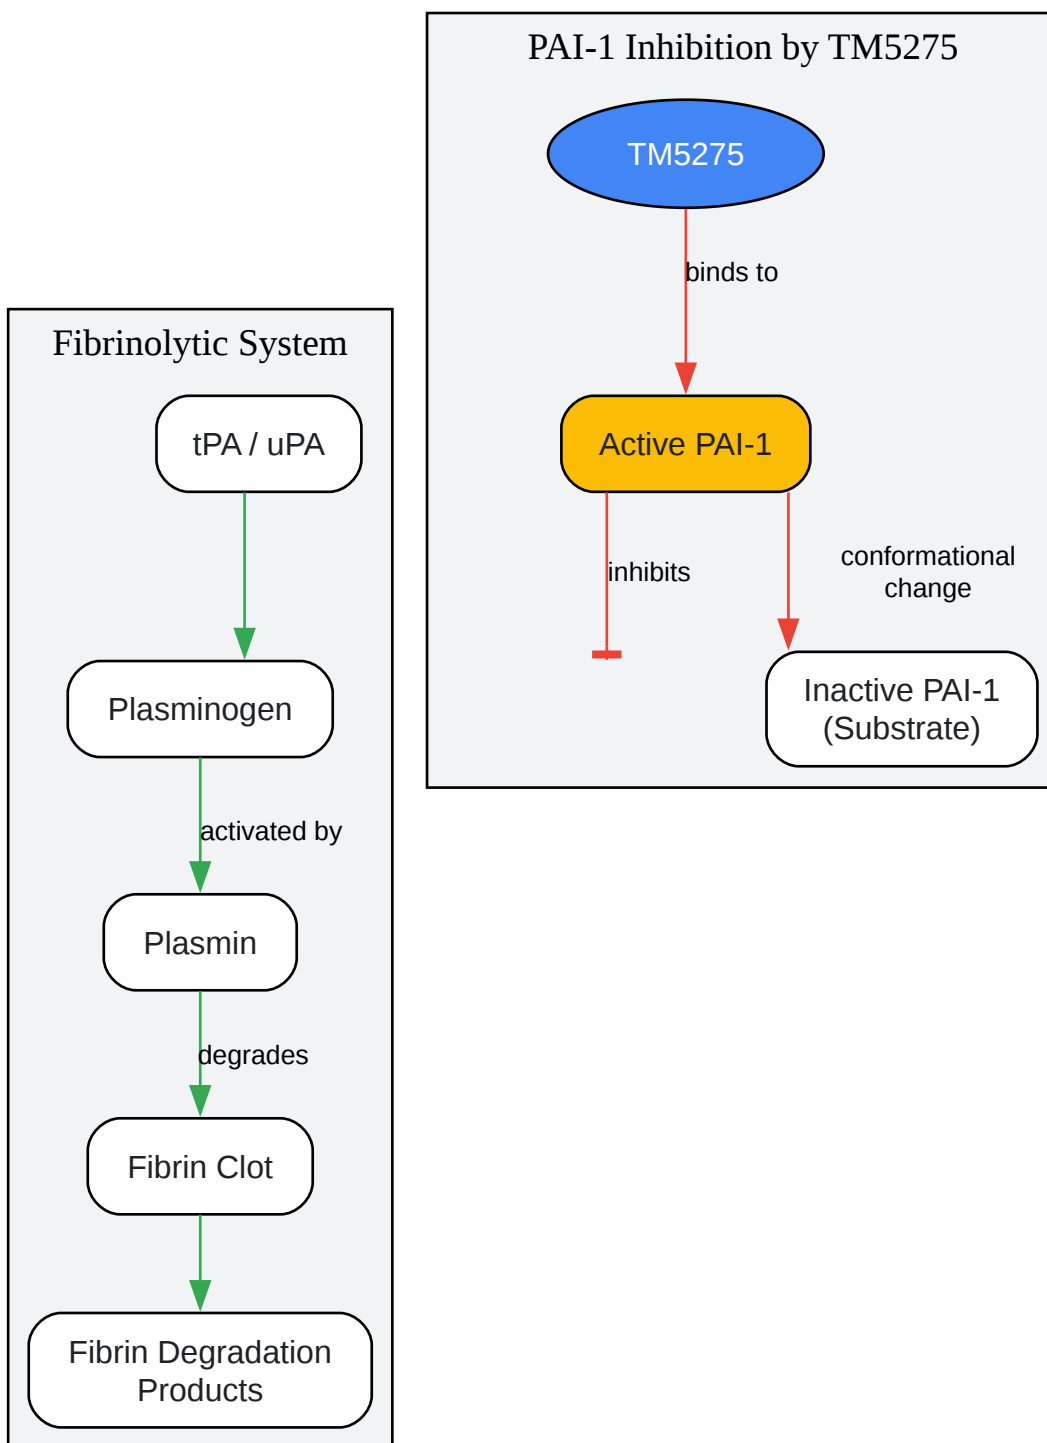 PAI-1 Inhibition by TM5275
TM5275
binds to
Active PAI-1
inhibits
conformational
change
Inactive PAI-1
(Substrate)
Fibrinolytic System
tPA / uPA
Plasminogen
activated by
Plasmin
degrades
Fibrin Clot
Fibrin Degradation
Products